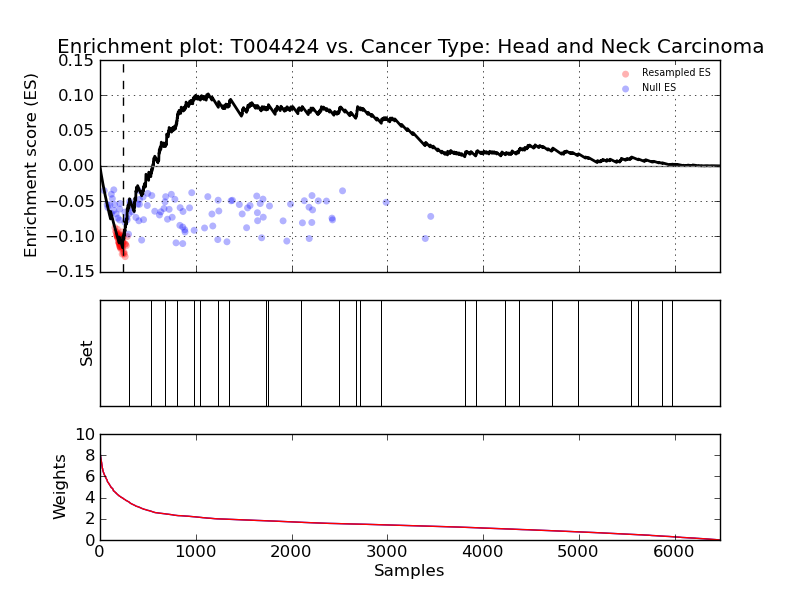 Enrichment plot: T004424 vs. Cancer Type: Head and Neck Carcinoma
0.15
0.10
0.05
0.00
−0.05
−0.10
−0.15
Enrichment score (ES)
Resampled ES
Null ES
Set
10
8
6
4
2
0
Weights
0 1000 2000 3000 4000 5000 6000
Samples